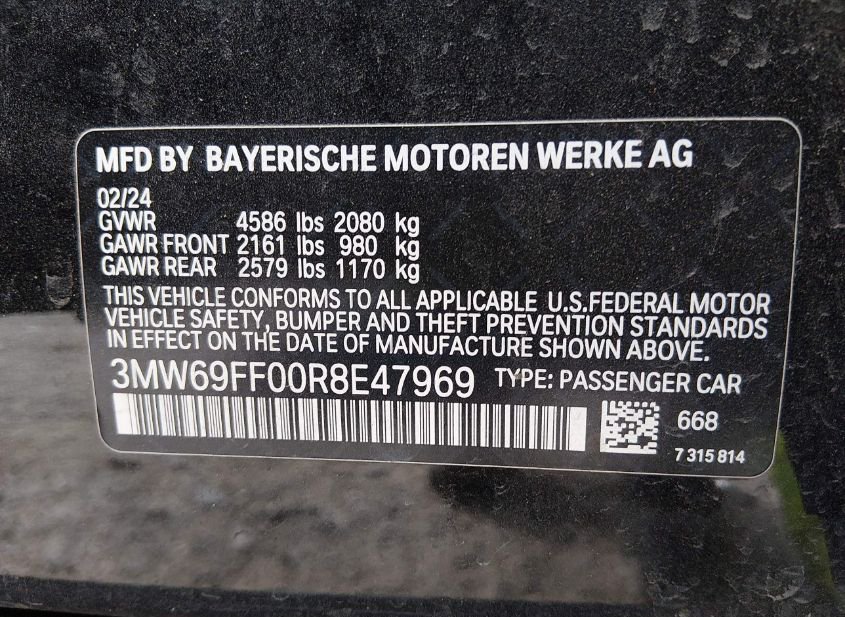 MFD BY BAYERISCHE MOTOREN WERKE AG
02/24
GVWR 4586 lbs 2080 kg
GAWR FRONT 2161 lbs 980 kg
GAWR REAR 2579 lbs 1170 kg
THIS VEHICLE CONFORMS TO ALL APPLICABLE U.S.FEDERAL MOTOR
VEHICLE SAFETY, BUMPER AND THEFT PREVENTION STANDARDS
IN EFFECT ON THE DATE OF MANUFACTURE SHOWN ABOVE.
3MW69FF00R8E47969 TYPE: PASSENGER CAR
668
7 315 814